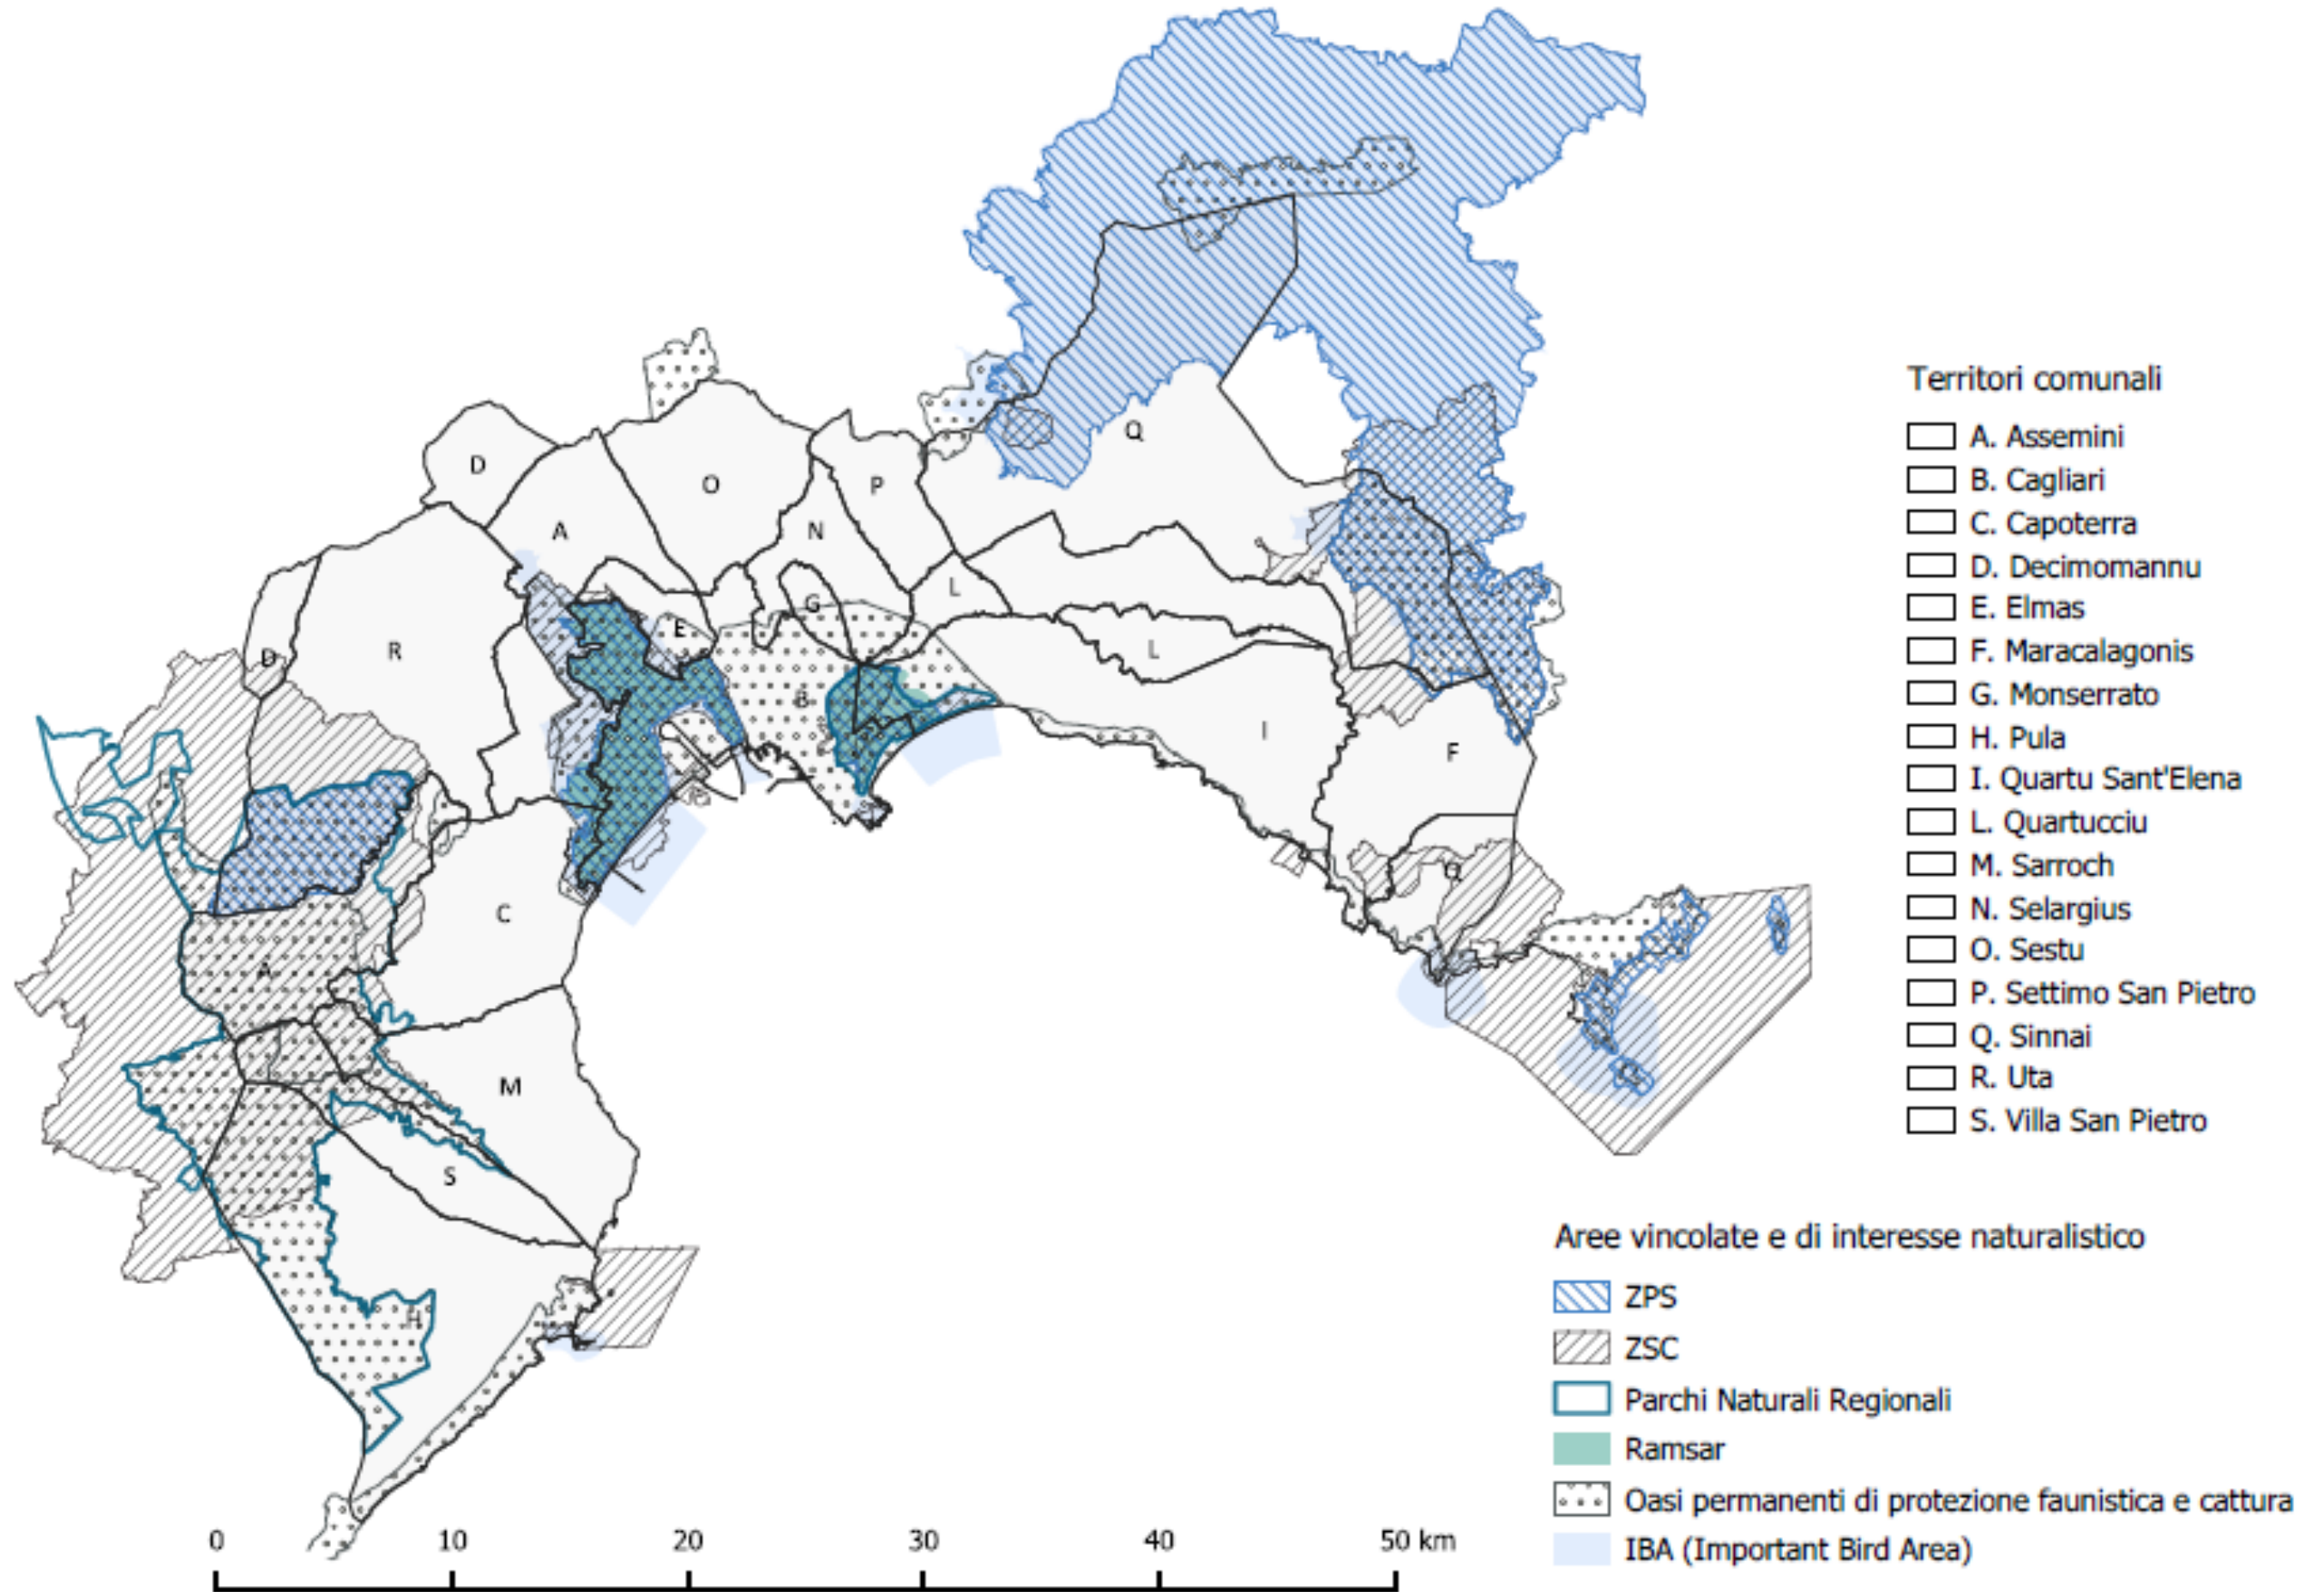 Q
D
O
P
A
N
L
G
E
D
R
L
B
I
F
Q
C
A
M
S
H
0 10 20 30 40 50 km
Territori comunali
A. Assemini
B. Cagliari
C. Capoterra
D. Decimomannu
E. Elmas
F. Maracalagonis
G. Monserrato
H. Pula
I. Quartu Sant'Elena
L. Quartucciu
M. Sarroch
N. Selargius
O. Sestu
P. Settimo San Pietro
Q. Sinnai
R. Uta
S. Villa San Pietro
Aree vincolate e di interesse naturalistico
ZPS
ZSC
Parchi Naturali Regionali
Ramsar
Oasi permanenti di protezione faunistica e cattura
IBA (Important Bird Area)